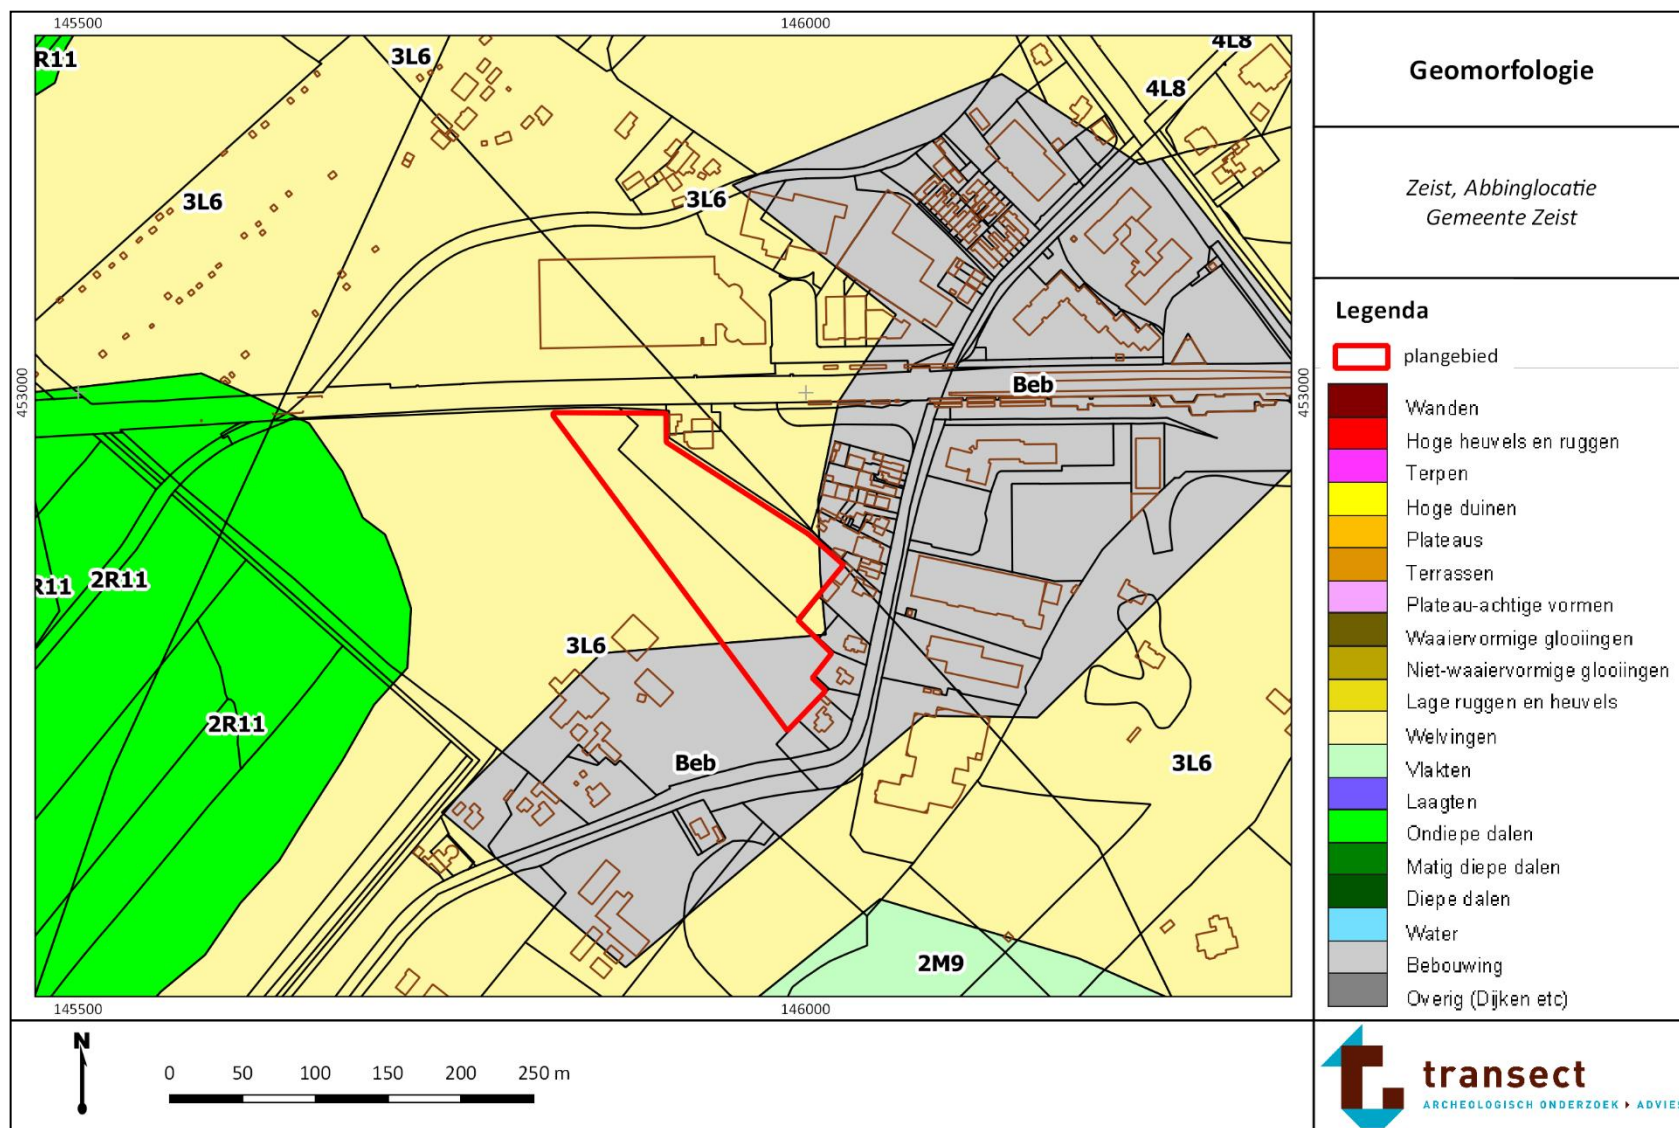 145500
146000
Geomorfologie
Zeist, Abbinglocatie
Gemeente Zeist
R11
3L6
4L8
4L8
3L6
3L6
453000
453000
Beb
R11
2R11
3L6
2R11
Beb
3L6
2M9
145500
146000
Legenda
plangebied
Wanden
Hoge heuvels en ruggen
Terpen
Hoge duinen
Plateaus
Terrassen
Plateau-achtige vormen
Waaiervormige glooiingen
Niet-waaiervormige glooiingen
Lage ruggen en heuvels
Welvingen
Vlakten
Laagten
Ondiepe dalen
Matig diepe dalen
Diepe dalen
Water
Bebouwing
Overig (Dijken etc)
N
0 50 100 150 200 250 m
transect
ARCHEOLOGISCH ONDERZOEK ADVIES